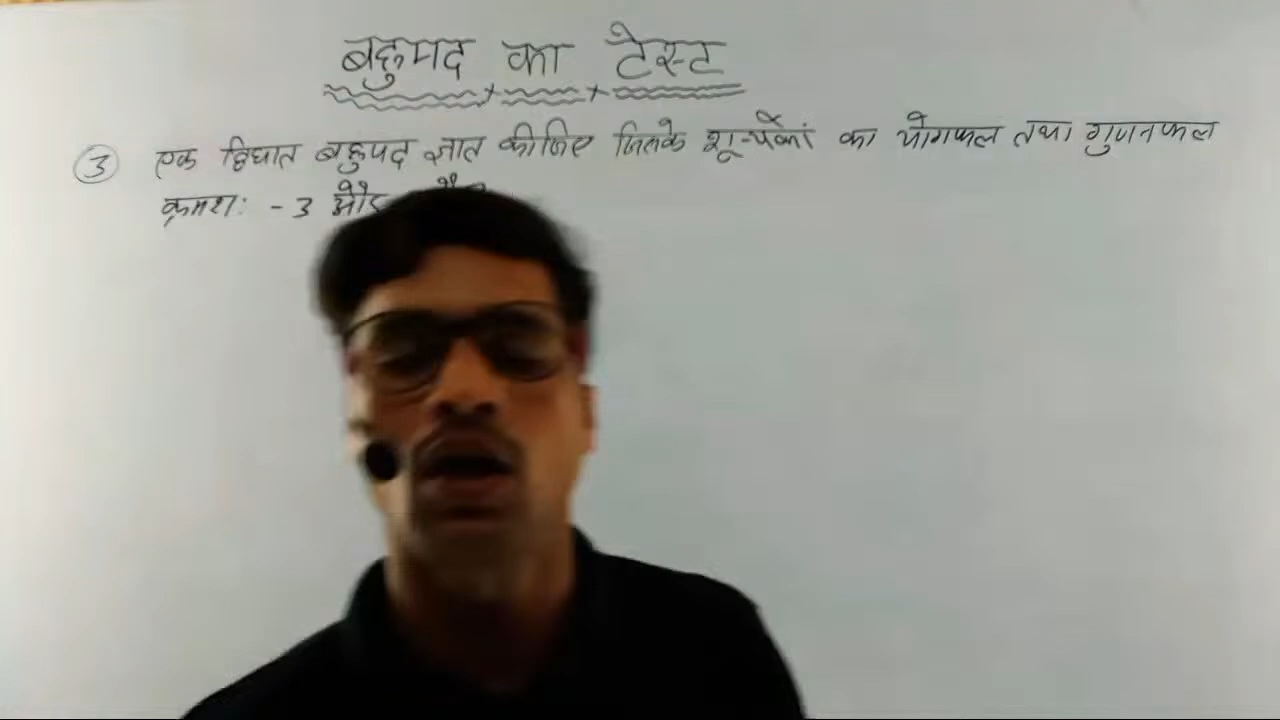 बहुपद का टेस्ट
③ एक द्विघात बहुपद ज्ञात कीजिए जिसके शून्यकों का योगफल तथा गुणनफल
क्रमशः -3 और